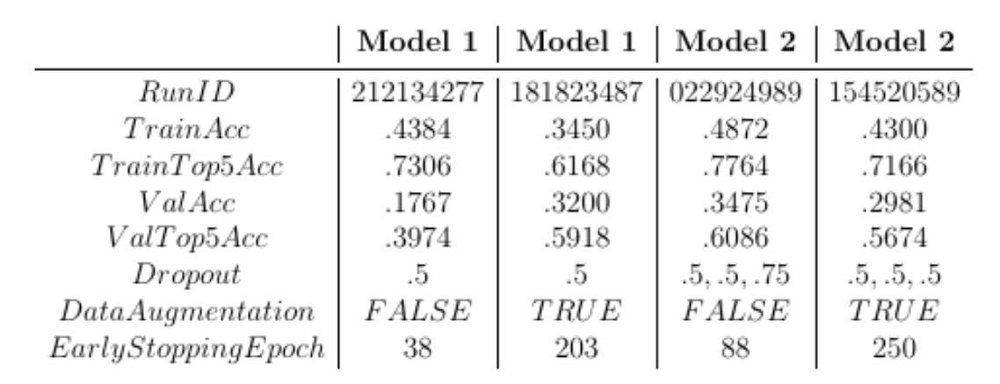 Model 1 Model 1 Model 2 Model 2
RunID 212134277 181823487 022924989 154520589
TrainAcc .4384 .3450 .4872 .4300
TrainTop5Acc .7306 .6168 .7764 .7166
ValAcc .1767 .3200 .3475 .2981
ValTop5Acc .3974 .5918 .6086 .5674
Dropout .5 .5 .5, .5, .75 .5, .5, .5
DataAugmentation FALSE TRUE FALSE TRUE
EarlyStoppingEpoch 38 203 88 250